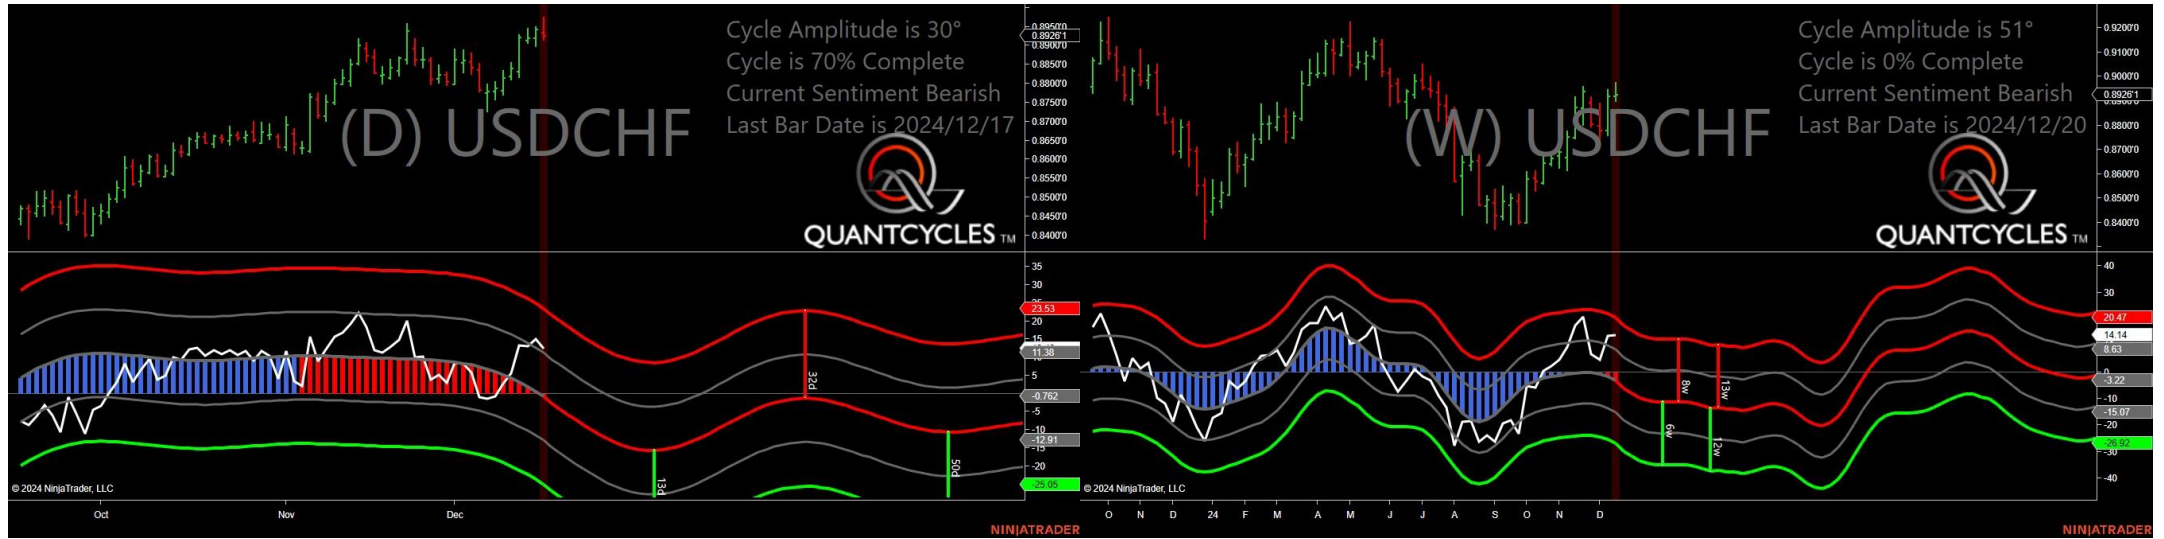 Cycle Amplitude is 30°
Cycle is 70% Complete
Current Sentiment Bearish
Last Bar Date is 2024/12/17
(D) USDCHF
QUANTCYCLES TM
0.8950'0
0.8926'1
0.8900'0
0.8800'0
0.8750'0
0.8700'0
0.8650'0
0.8600'0
0.8550'0
0.8500'0
0.8450'0
0.8400'0
35
30
23.53
20
15
11.38
5
-0.762
-5
-10
-12.91
-15
-20
-25.05
32d
13d
50d
© 2024 NinjaTrader, LLC
Oct
Nov
Dec
NINJATRADER
Cycle Amplitude is 51°
Cycle is 0% Complete
Current Sentiment Bearish
Last Bar Date is 2024/12/20
(W) USDCHF
QUANTCYCLES TM
0.9200'0
0.9100'0
0.9000'0
0.8926'1
0.8800'0
0.8700'0
0.8600'0
0.8500'0
0.8400'0
40
30
20.47
14.14
8.63
0
-3.22
-10
-15.07
-20
-26.92
-30
-40
8w
13w
6w
12w
© 2024 NinjaTrader, LLC
O N D 24 F M A M J J A S O N D
NINJATRADER